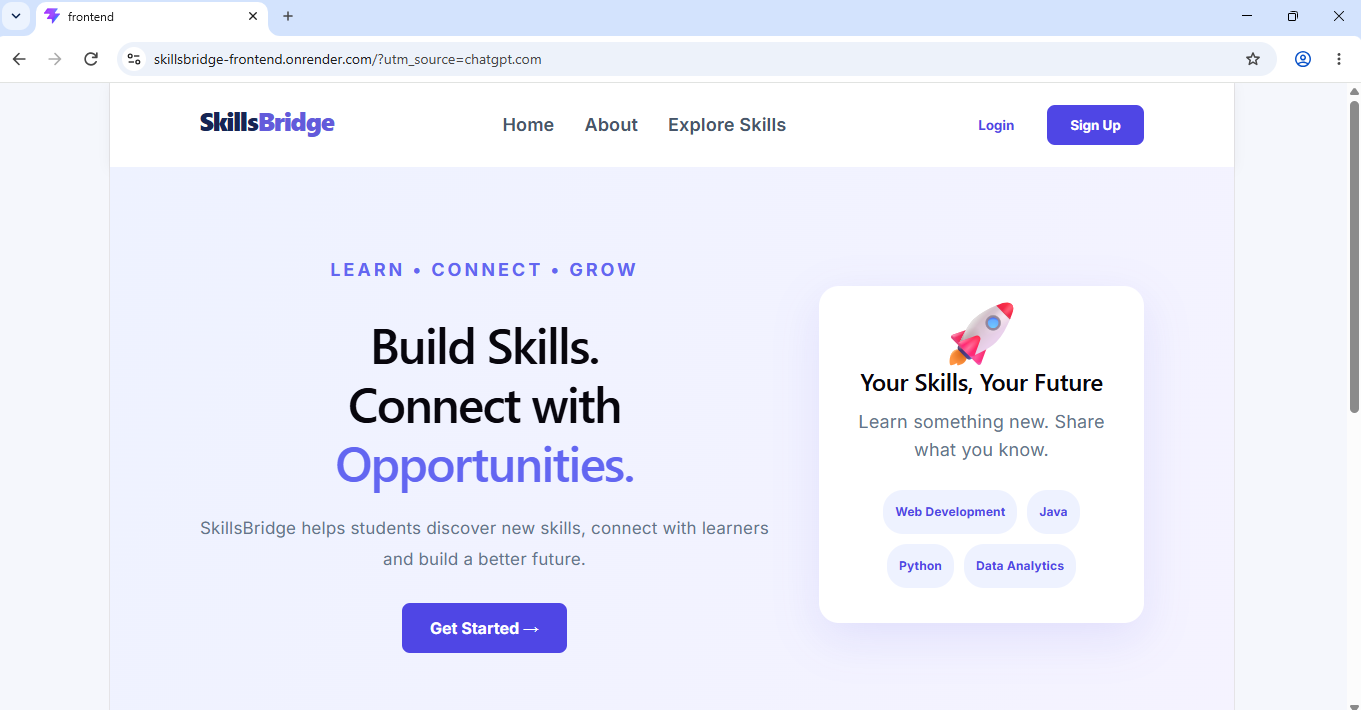 frontend
skillsbridge-frontend.onrender.com/?utm_source=chatgpt.com
SkillsBridge
Home About Explore Skills
Login Sign Up
LEARN • CONNECT • GROW
Build Skills.
Connect with
Opportunities.
SkillsBridge helps students discover new skills, connect with learners
and build a better future.
Get Started →
Your Skills, Your Future
Learn something new. Share
what you know.
Web Development Java
Python Data Analytics